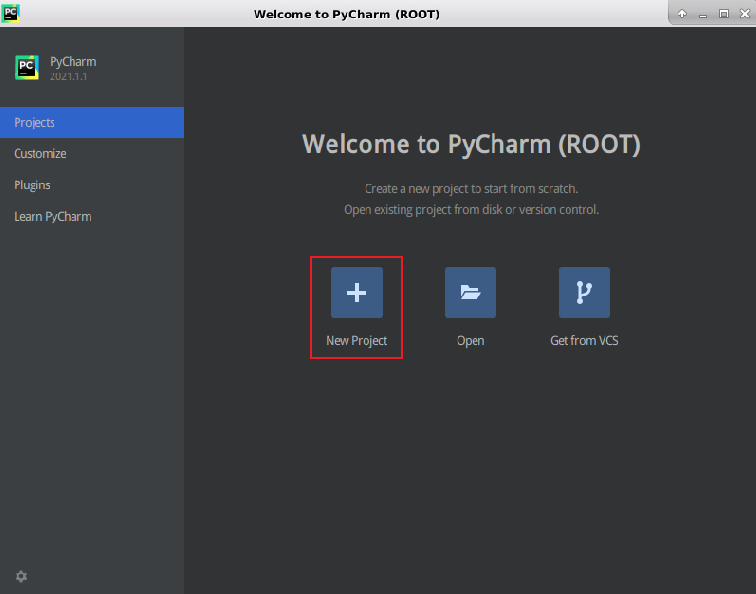 PC
Welcome to PyCharm (ROOT)
PC
PyCharm
2021.1.1
Projects
Customize
Plugins
Learn PyCharm
Welcome to PyCharm (ROOT)
Create a new project to start from scratch.
Open existing project from disk or version control.
New Project
Open
Get from VCS